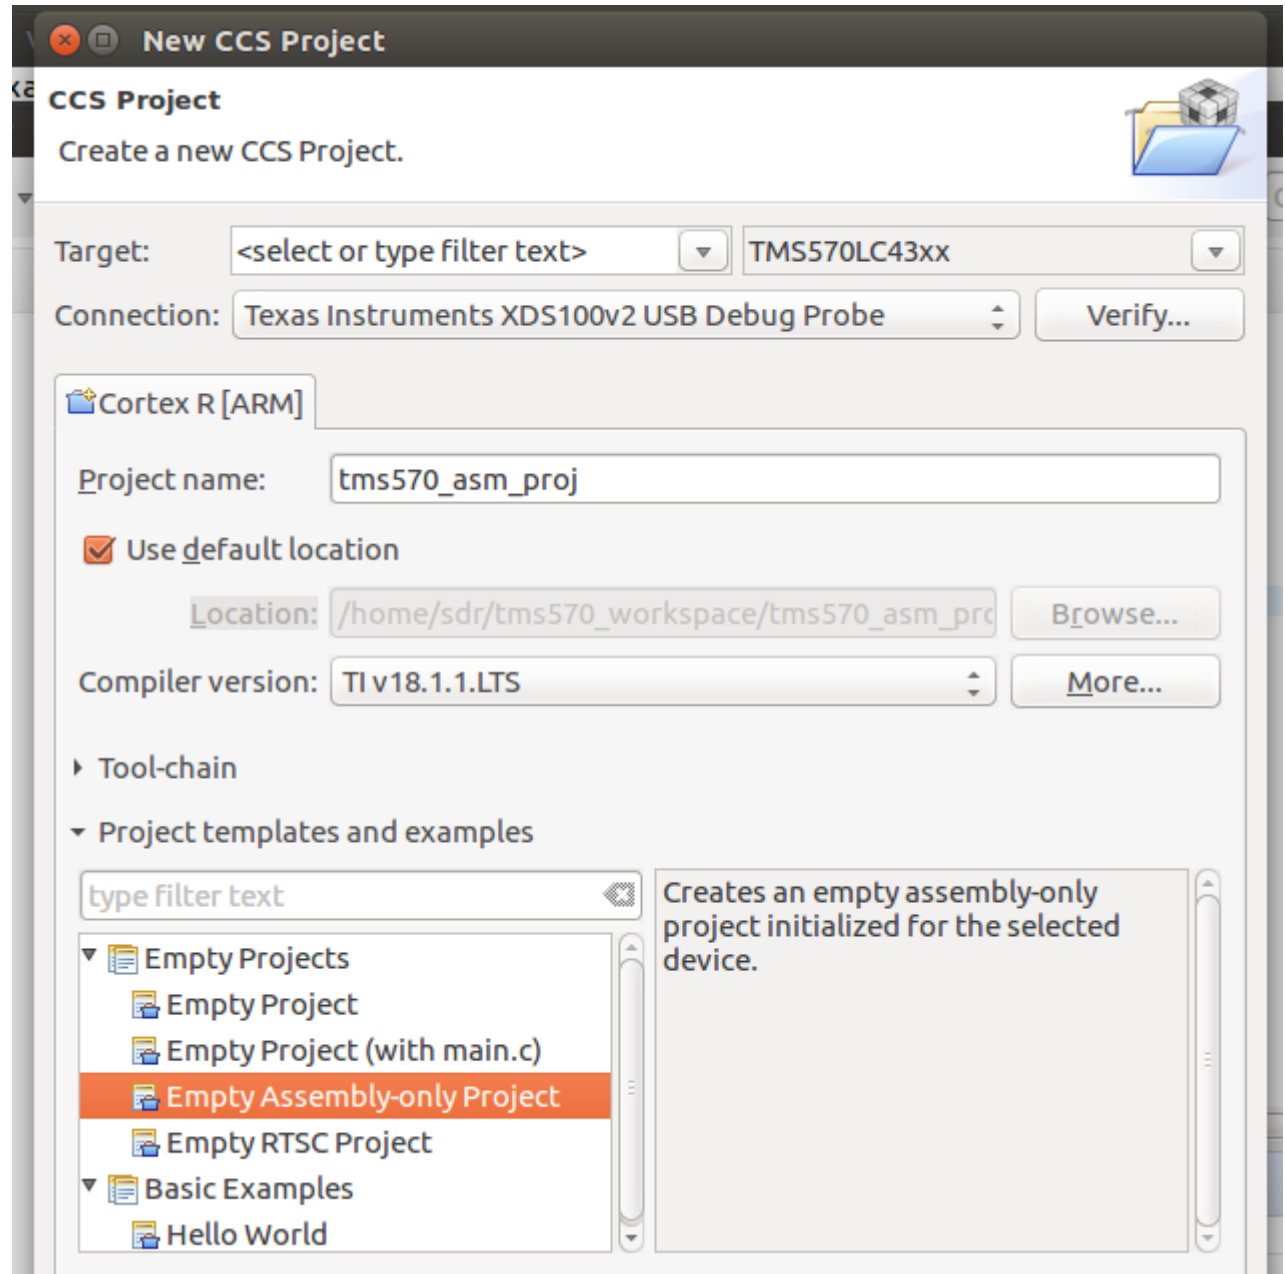 New CCS Project
CCS Project
Create a new CCS Project.
Target: <select or type filter text> TMS570LC43xx
Connection: Texas Instruments XDS100v2 USB Debug Probe Verify...
Cortex R [ARM]
Project name: tms570_asm_proj
Use default location
Location: /home/sdr/tms570_workspace/tms570_asm_prc Browse...
Compiler version: TI v18.1.1.LTS More...
Tool-chain
Project templates and examples
type filter text
Creates an empty assembly-only
project initialized for the selected
device.
Empty Projects
Empty Project
Empty Project (with main.c)
Empty Assembly-only Project
Empty RTSC Project
Basic Examples
Hello World